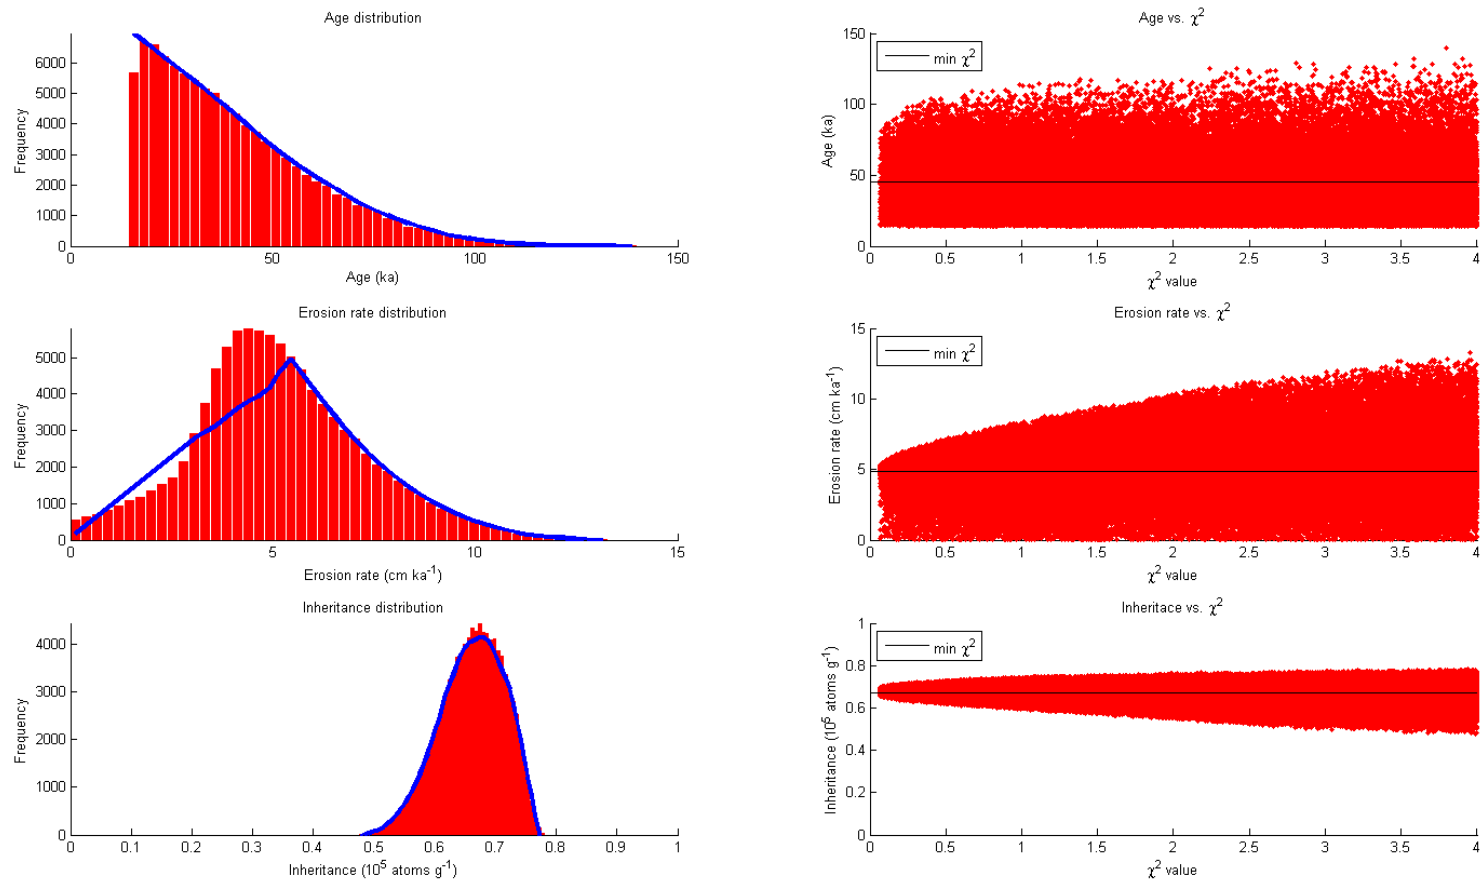 Age distribution
Frequency
6000
5000
4000
3000
2000
1000
0
0 50 100 150
Age (ka)
Age vs. χ²
min χ²
Age (ka)
150
100
50
0
0 0.5 1 1.5 2 2.5 3 3.5 4
χ² value
Erosion rate distribution
Frequency
5000
4000
3000
2000
1000
0
0 5 10 15
Erosion rate (cm ka⁻¹)
Erosion rate vs. χ²
min χ²
Erosion rate (cm ka⁻¹)
15
10
5
0
0 0.5 1 1.5 2 2.5 3 3.5 4
χ² value
Inheritance distribution
Frequency
4000
3000
2000
1000
0
0 0.1 0.2 0.3 0.4 0.5 0.6 0.7 0.8 0.9 1
Inheritance (10⁵ atoms g⁻¹)
Inheritace vs. χ²
min χ²
Inheritance (10⁵ atoms g⁻¹)
1
0.8
0.6
0.4
0.2
0
0 0.5 1 1.5 2 2.5 3 3.5 4
χ² value